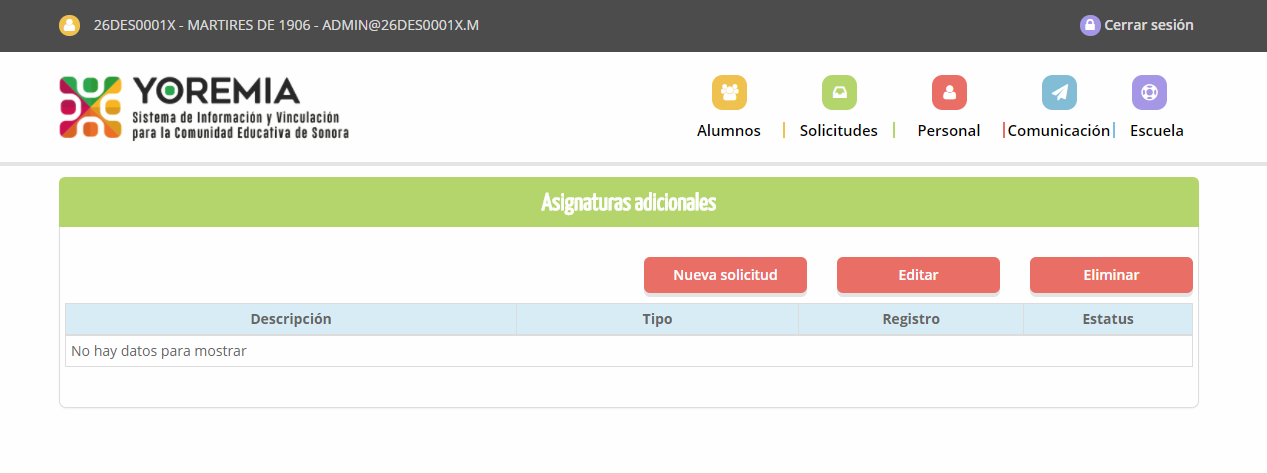 26DES0001X - MARTIRES DE 1906 - ADMIN@26DES0001X.M
Cerrar sesión
YOREMIA
Sistema de Información y Vinculación
para la Comunidad Educativa de Sonora
Alumnos
Solicitudes
Personal
Comunicación
Escuela
Asignaturas adicionales
Nueva solicitud
Editar
Eliminar
Descripción
Tipo
Registro
Estatus
No hay datos para mostrar